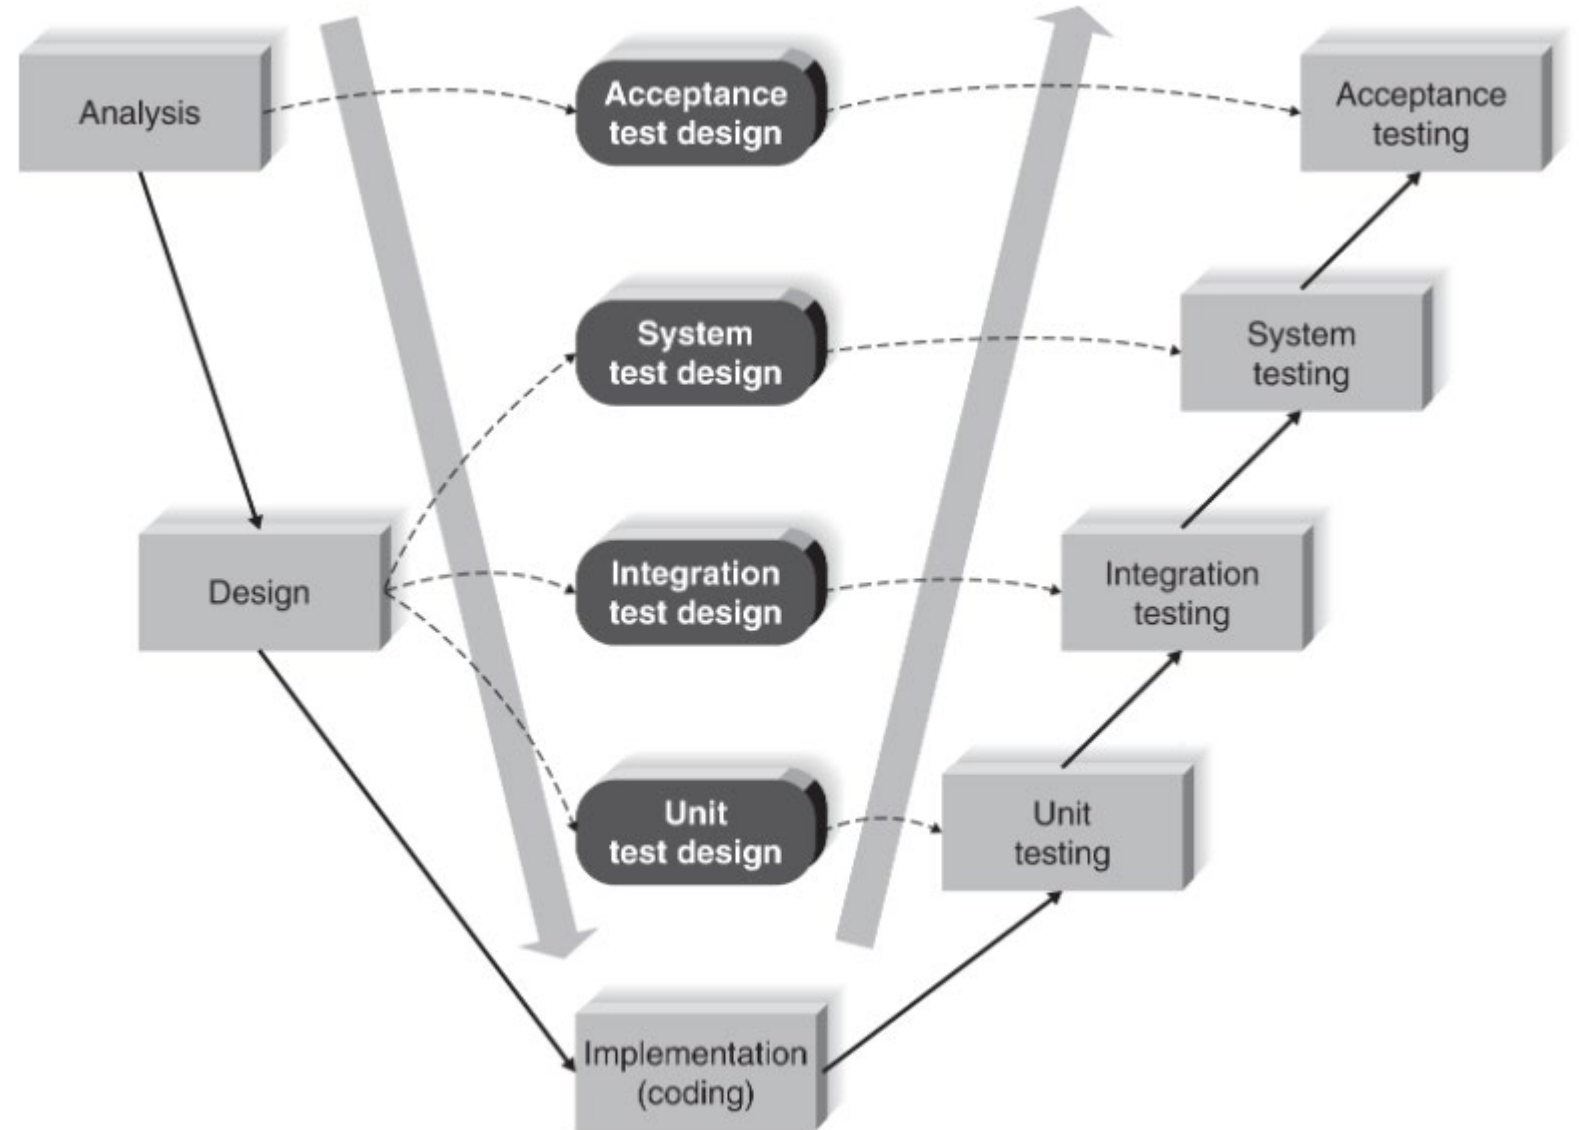 Analysis
Acceptance
test design
Acceptance
testing
System
test design
System
testing
Design
Integration
test design
Integration
testing
Unit
test design
Unit
testing
Implementation
(coding)